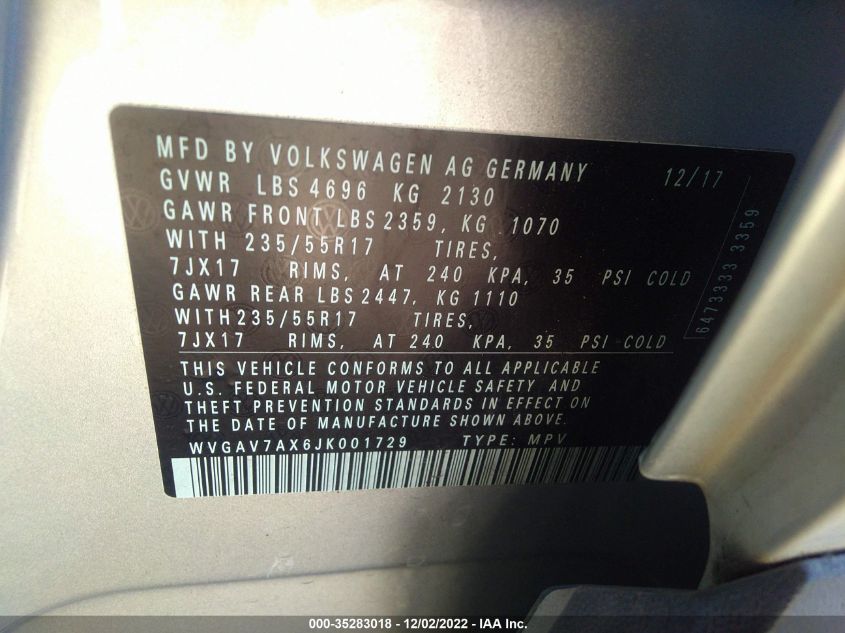 MFD BY VOLKSWAGEN AG GERMANY 12/17
GVWR LBS 4696 KG 2130
GAWR FRONT LBS 2359, KG 1070
WITH 235/55R17 TIRES,
7JX17 RIMS, AT 240 KPA, 35 PSI COLD
GAWR REAR LBS 2447, KG 1110
WITH 235/55R17 TIRES,
7JX17 RIMS, AT 240 KPA, 35 PSI COLD
THIS VEHICLE CONFORMS TO ALL APPLICABLE
U.S. FEDERAL MOTOR VEHICLE SAFETY AND
THEFT PREVENTION STANDARDS IN EFFECT ON
THE DATE OF MANUFACTURE SHOWN ABOVE.
WVGAV7AX6JK001729 TYPE: MPV
6473333 3359
000-35283018 - 12/02/2022 - IAA Inc.